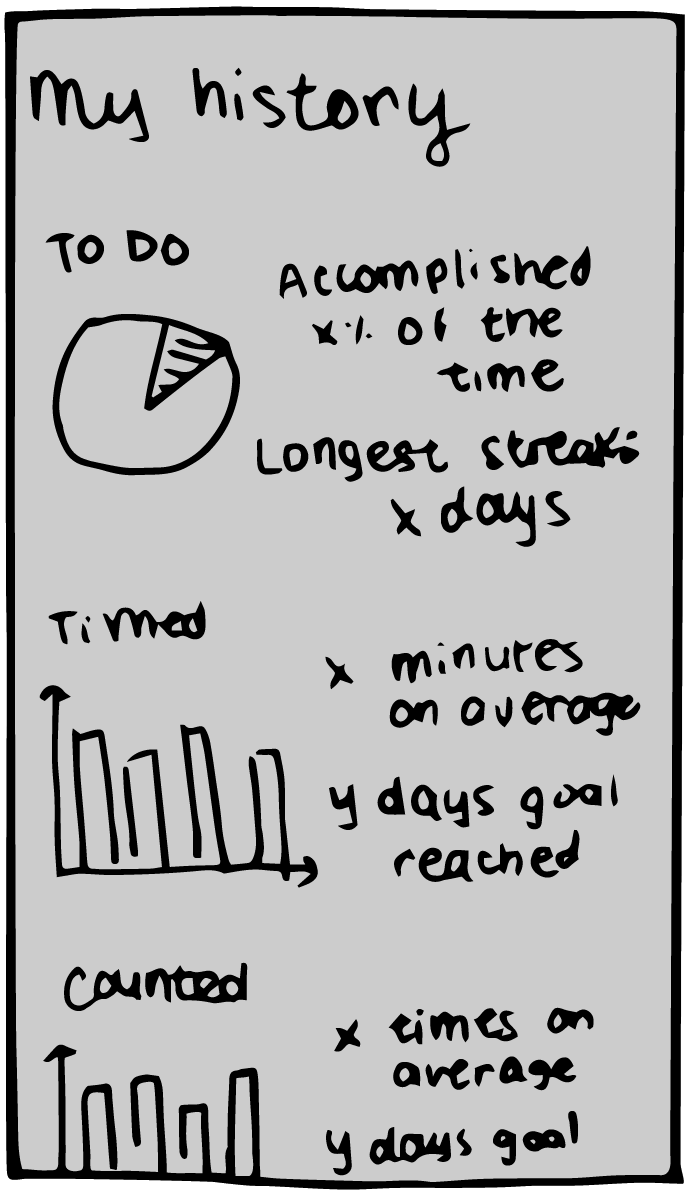 My history
TO DO
Accomplished
x% of the
time
Longest streak:
x days
Timed
x minutes
on average
y days goal
reached
Counted
x times on
average
y days goal